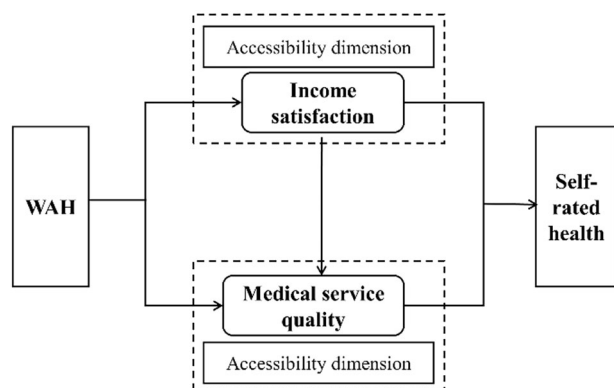 Accessibility dimension
Income
satisfaction
WAH
Self-
rated
health
Medical service
quality
Accessibility dimension